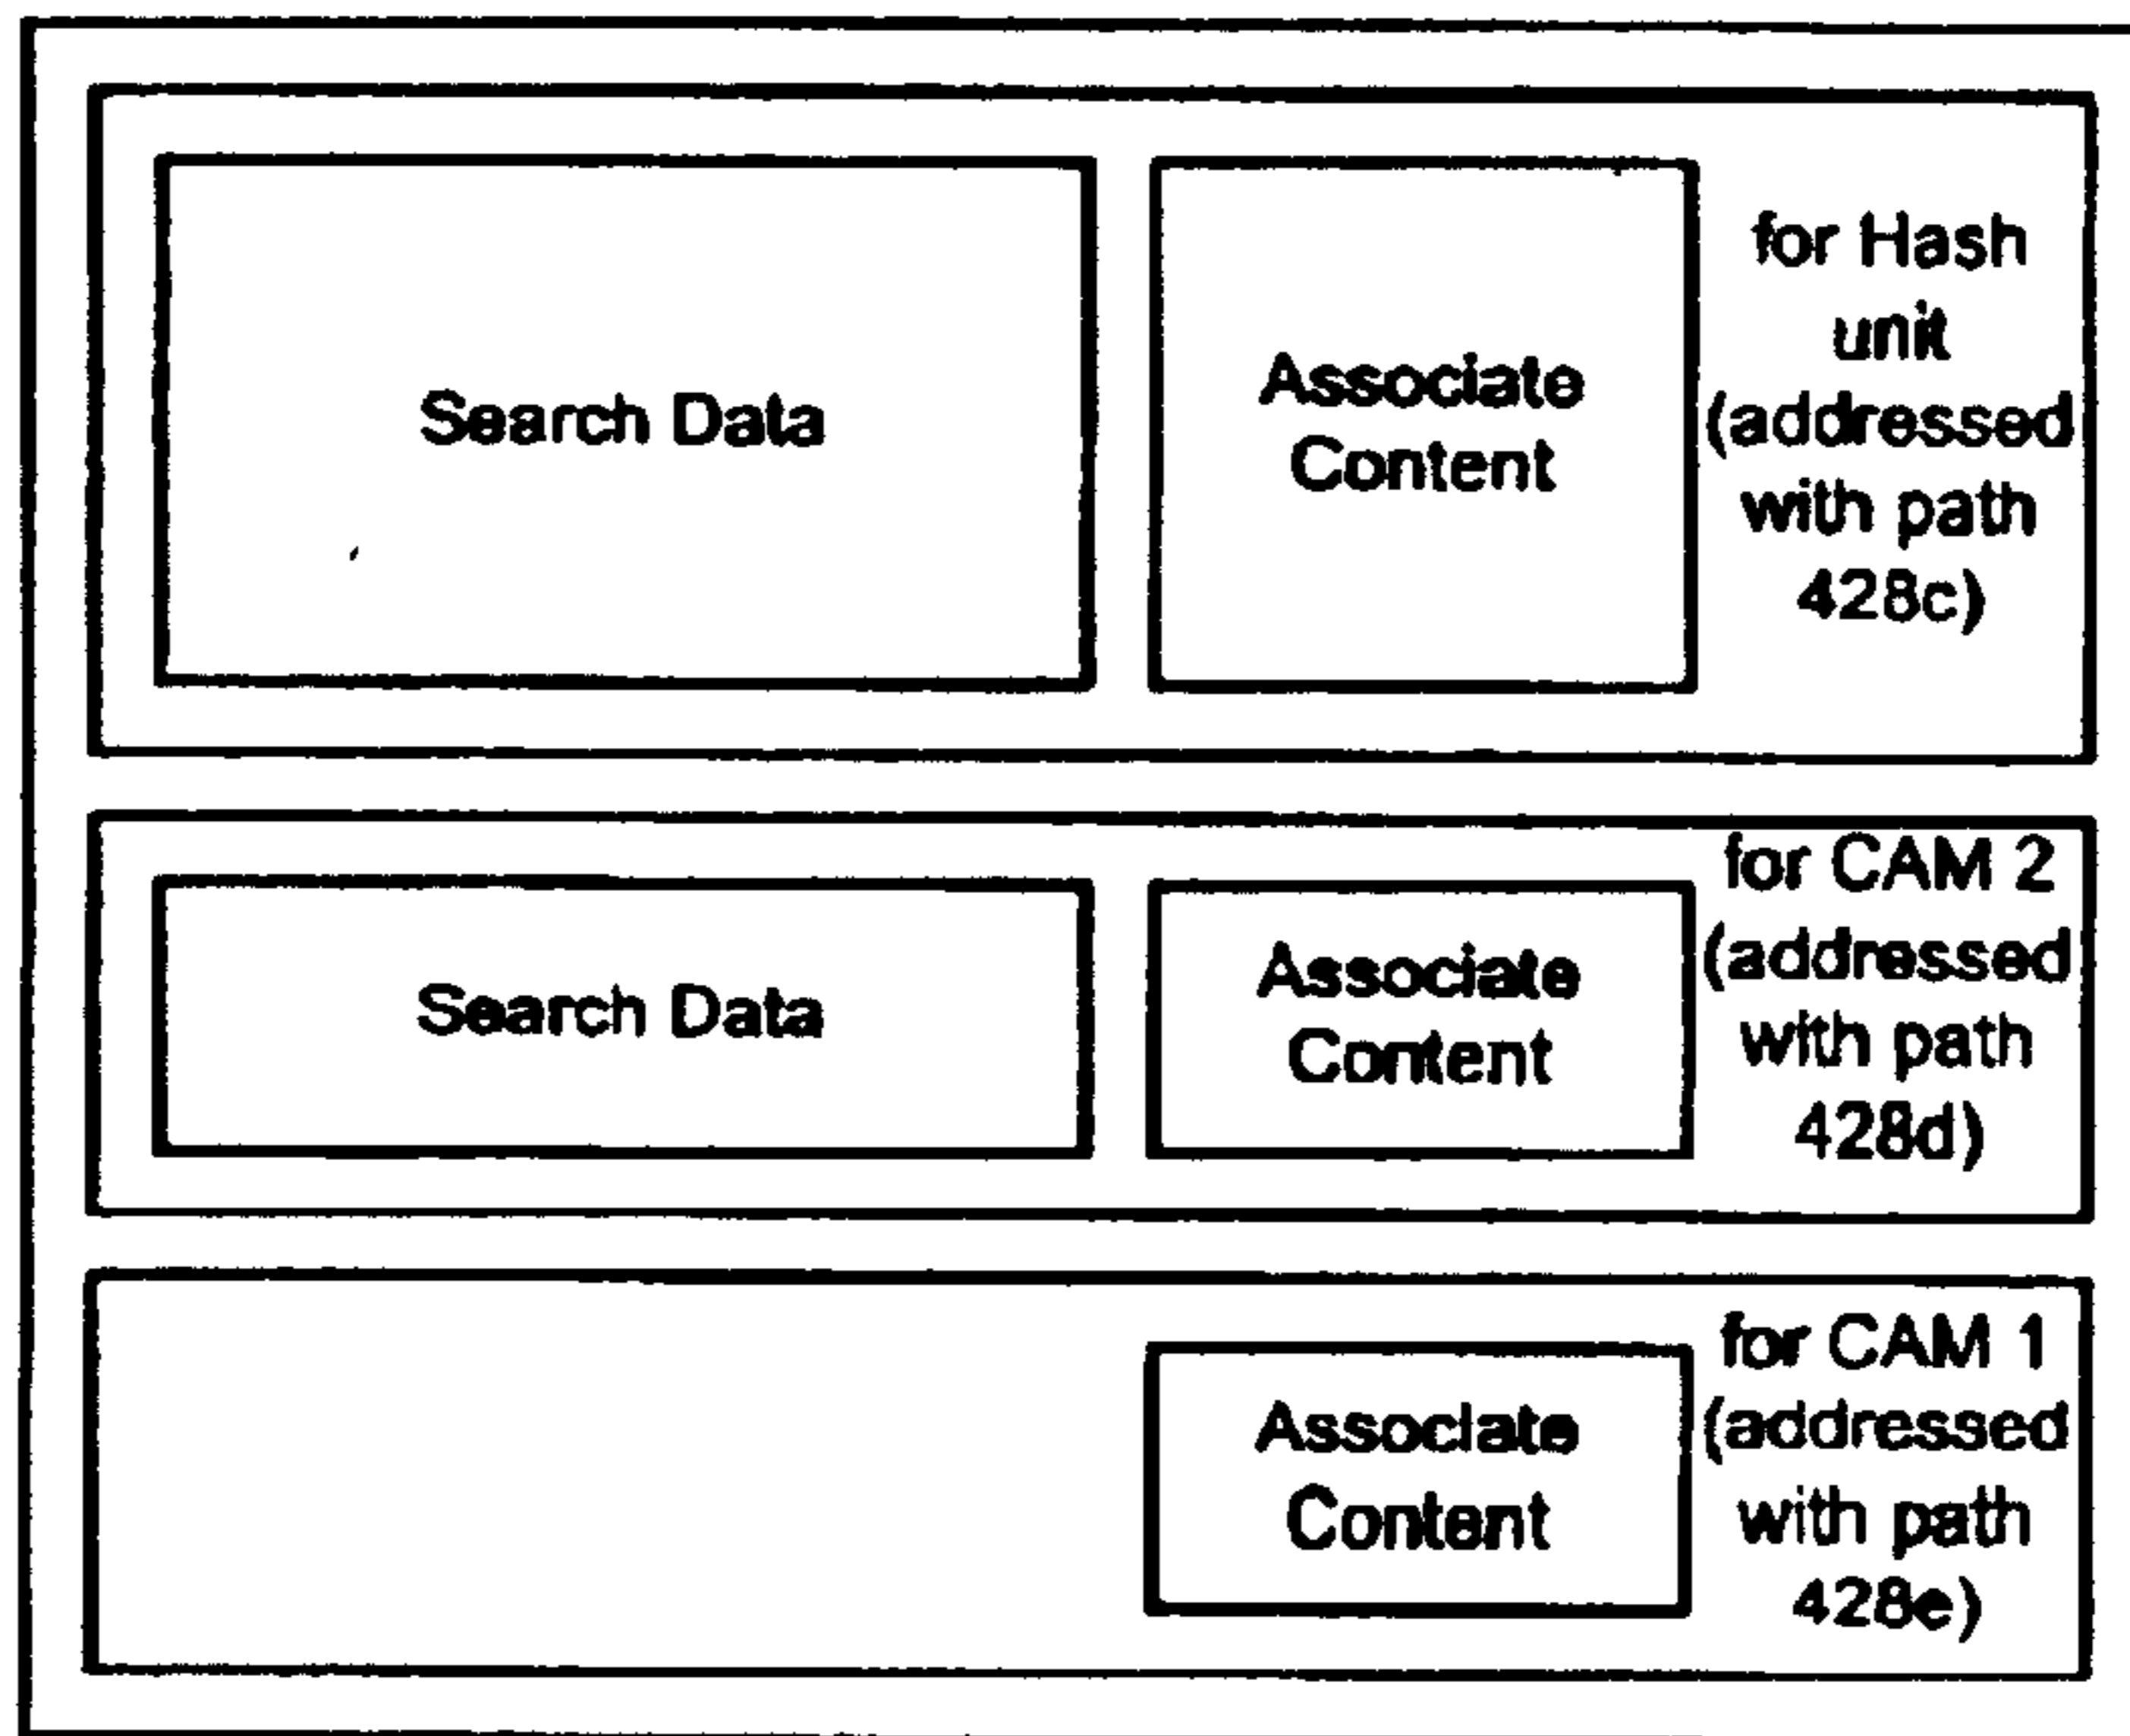 Search Data
Associate
Content
for Hash
unit
(addressed
with path
428c)
Search Data
Associate
Content
for CAM 2
(addressed
with path
428d)
Associate
Content
for CAM 1
(addressed
with path
428e)